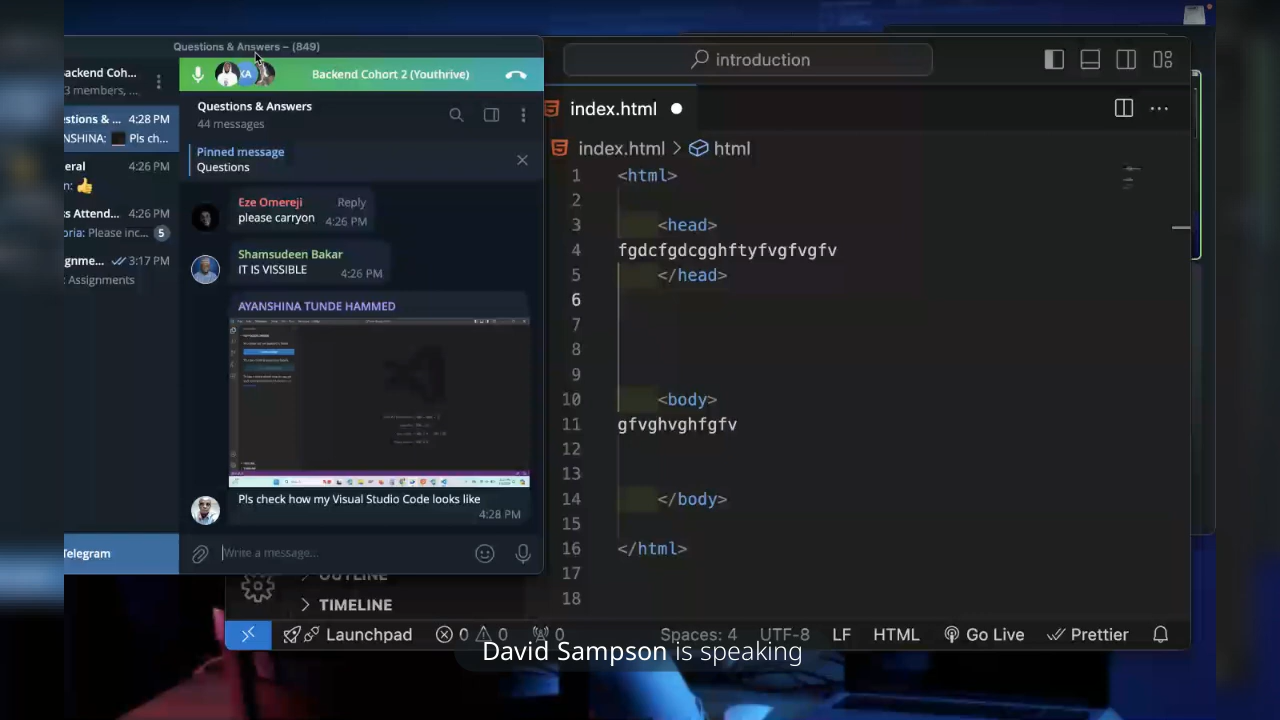 Questions & Answers – (849)
ackend Coh...
3 members, ...
estions & ... 4:28 PM
NSHINA: Pls ch...
eral 4:26 PM
n: 👍
s Attend... 4:26 PM
oria: Please inc... 5
gnme... 3:17 PM
: Assignments
Telegram
KA
Backend Cohort 2 (Youthrive)
Questions & Answers
44 messages
Pinned message
Questions
Eze Omereji Reply
please carryon 4:26 PM
Shamsudeen Bakar
IT IS VISSIBLE 4:26 PM
AYANSHINA TUNDE HAMMED
Pls check how my Visual Studio Code looks like
4:28 PM
Write a message...
introduction
index.html
index.html > html
1 <html>
2
3 <head>
4 fgdcfgdcgghftyfvgfvgfv
5 </head>
6
7
8
9
10 <body>
11 gfvghvghfgfv
12
13
14 </body>
15
16 </html>
17
18
OUTLINE
TIMELINE
Launchpad 0 0 0 Spaces: 4 UTF-8 LF HTML Go Live Prettier
David Sampson is speaking